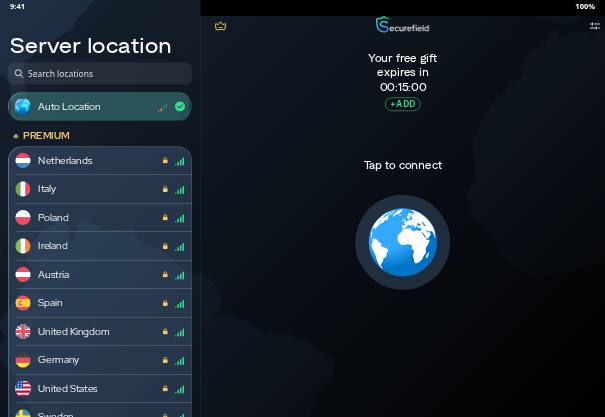 9:41
100%
Server location
Search locations
Auto Location
PREMIUM
Netherlands
Italy
Poland
Ireland
Austria
Spain
United Kingdom
Germany
United States
Sweden
Securefield
Your free gift
expires in
00:15:00
+ADD
Tap to connect